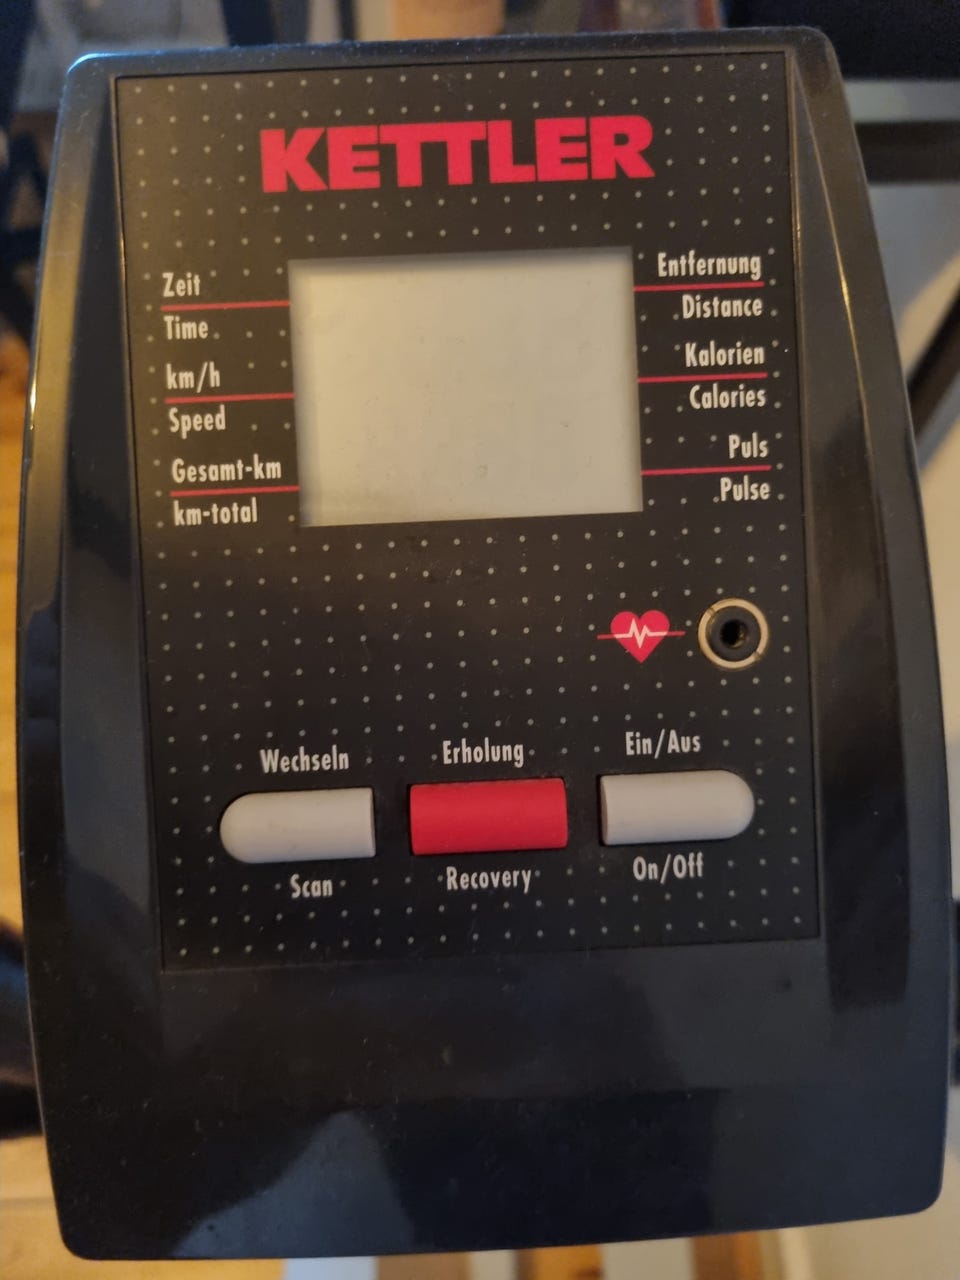 KETTLER
Zeit
Time
km/h
Speed
Gesamt-km
km-total
Entfernung
Distance
Kalorien
Calories
Puls
Pulse
Wechseln
Scan
Erholung
Recovery
Ein/Aus
On/Off